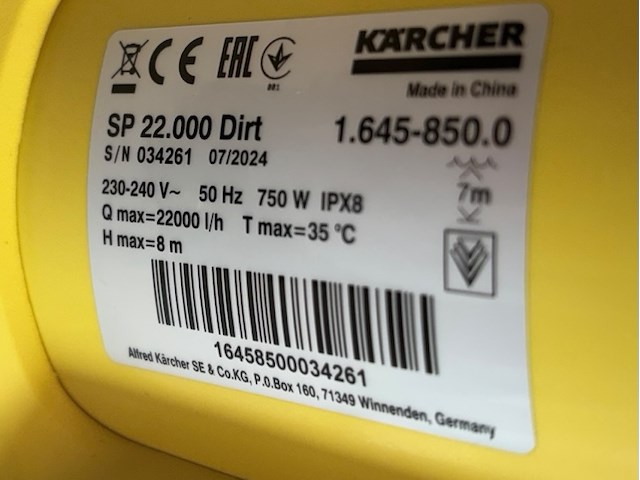 CE EAC
KÄRCHER
Made in China
SP 22.000 Dirt 1.645-850.0
S/N 034261 07/2024
230-240 V~ 50 Hz 750 W IPX8
7m
Q max=22000 l/h T max=35 °C
H max=8 m
16458500034261
Alfred Kärcher SE & Co.KG, P.O.Box 160, 71349 Winnenden, Germany